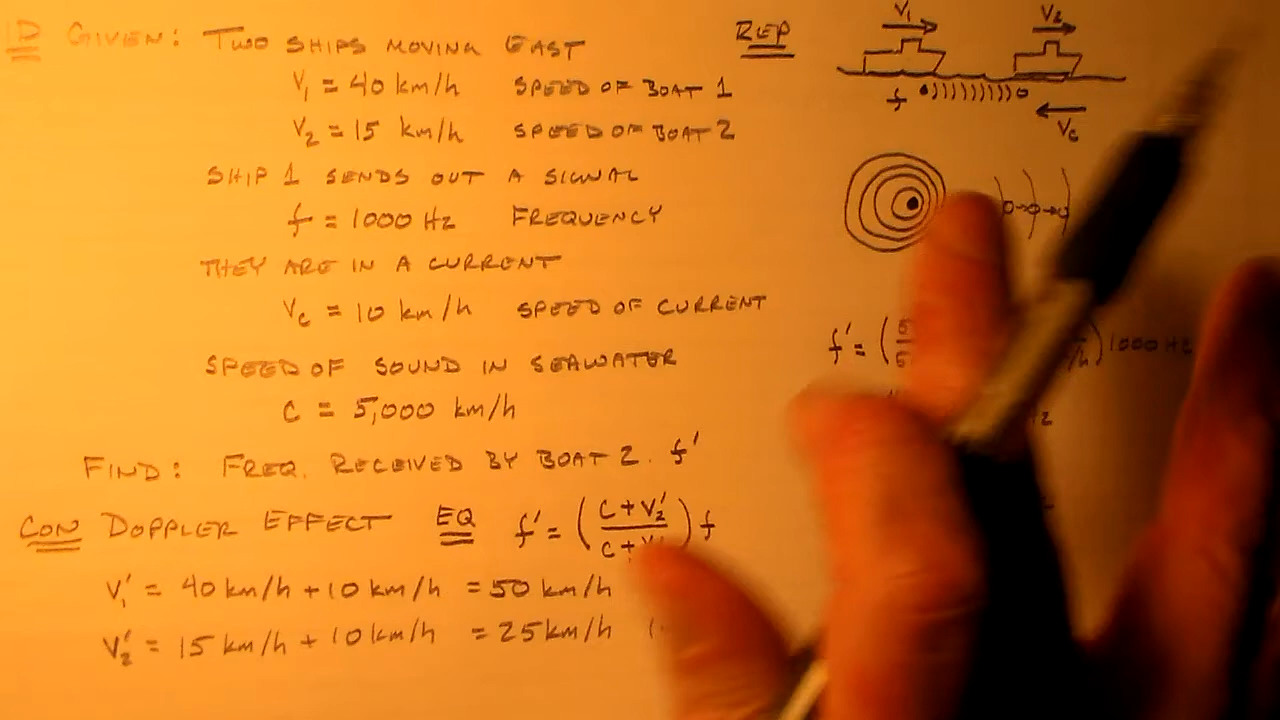 ID GIVEN: TWO SHIPS MOVING EAST
V₁ = 40 km/h SPEED OF BOAT 1
V₂ = 15 km/h SPEED OF BOAT 2
SHIP 1 SENDS OUT A SIGNAL
f = 1000 Hz FREQUENCY
THEY ARE IN A CURRENT
Vc = 10 km/h SPEED OF CURRENT
SPEED OF SOUND IN SEAWATER
C = 5,000 km/h
FIND: FREQ. RECEIVED BY BOAT 2. f'
CON DOPPLER EFFECT EQ f' = (C + V₂' / C + V₁') f
V₁' = 40 km/h + 10 km/h = 50 km/h
V₂' = 15 km/h + 10 km/h = 25 km/h
REP
V₁ V₂
f
Vc
f' = ( ) 1000 Hz